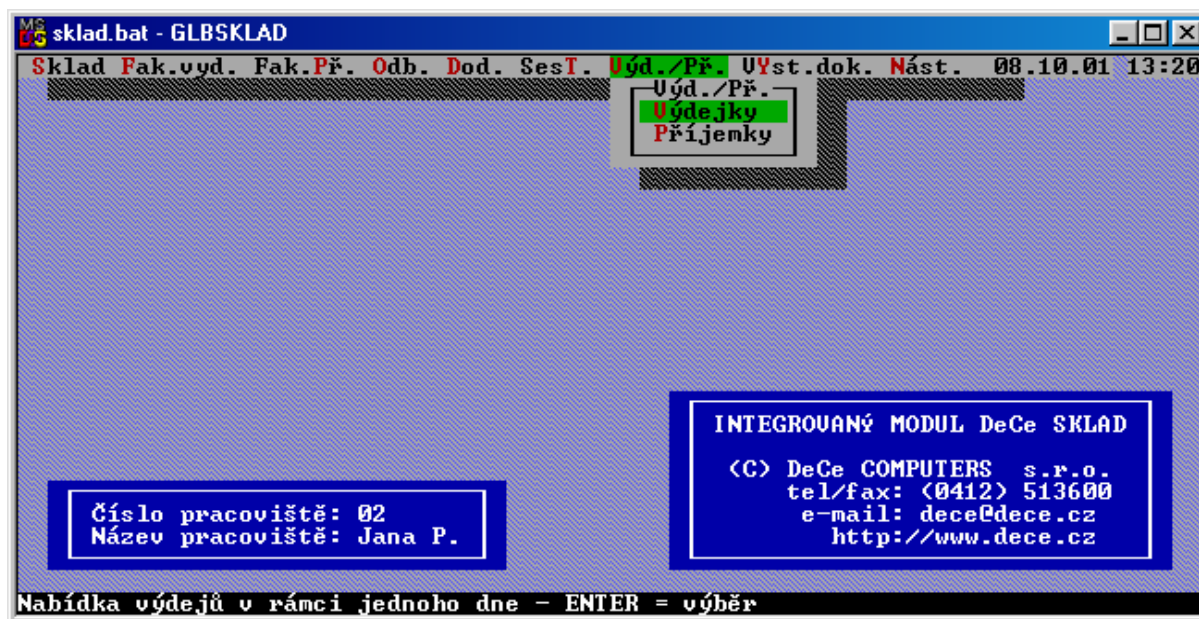 MS DOS sklad.bat - GLBSKLAD
Sklad Fak.vyd. Fak.Př. Odb. Dod. SesT. Výd./Př. VYst.dok. Nást. 08.10.01 13:20
Výd./Př.
Výdejky
Příjemky
INTEGROVANÝ MODUL DeCe SKLAD
(C) DeCe COMPUTERS s.r.o.
tel/fax: (0412) 513600
e-mail: dece@dece.cz
http://www.dece.cz
Číslo pracoviště: 02
Název pracoviště: Jana P.
Nabídka výdejů v rámci jednoho dne - ENTER = výběr